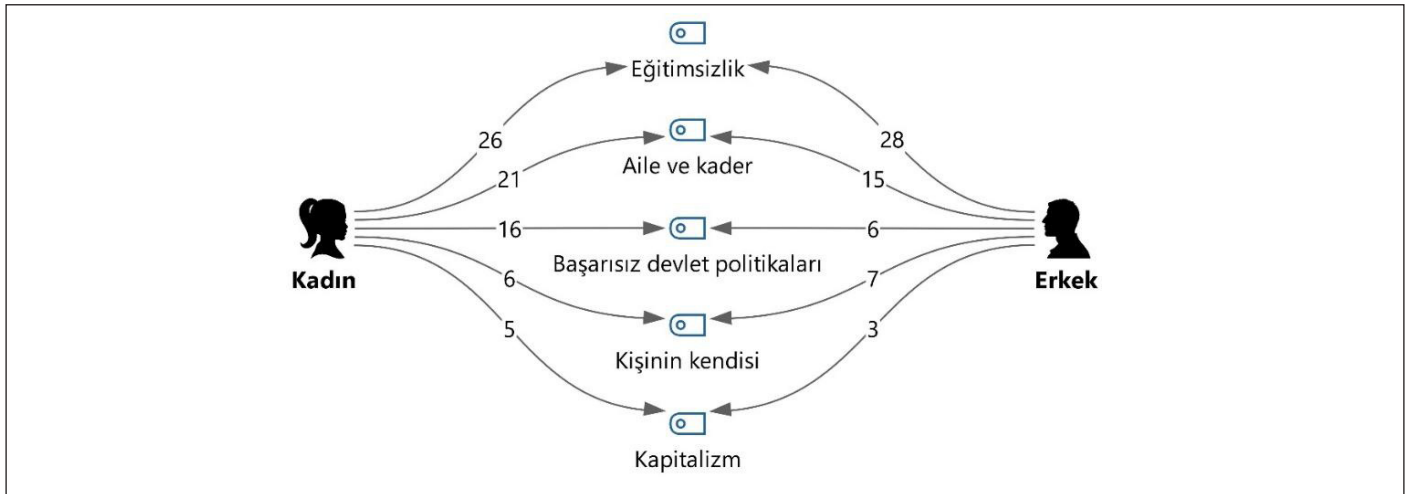 Eğitimsizlik
26
28
Aile ve kader
21
15
Başarısız devlet politikaları
16
6
Kadın
Erkek
Kişinin kendisi
6
7
Kapitalizm
5
3